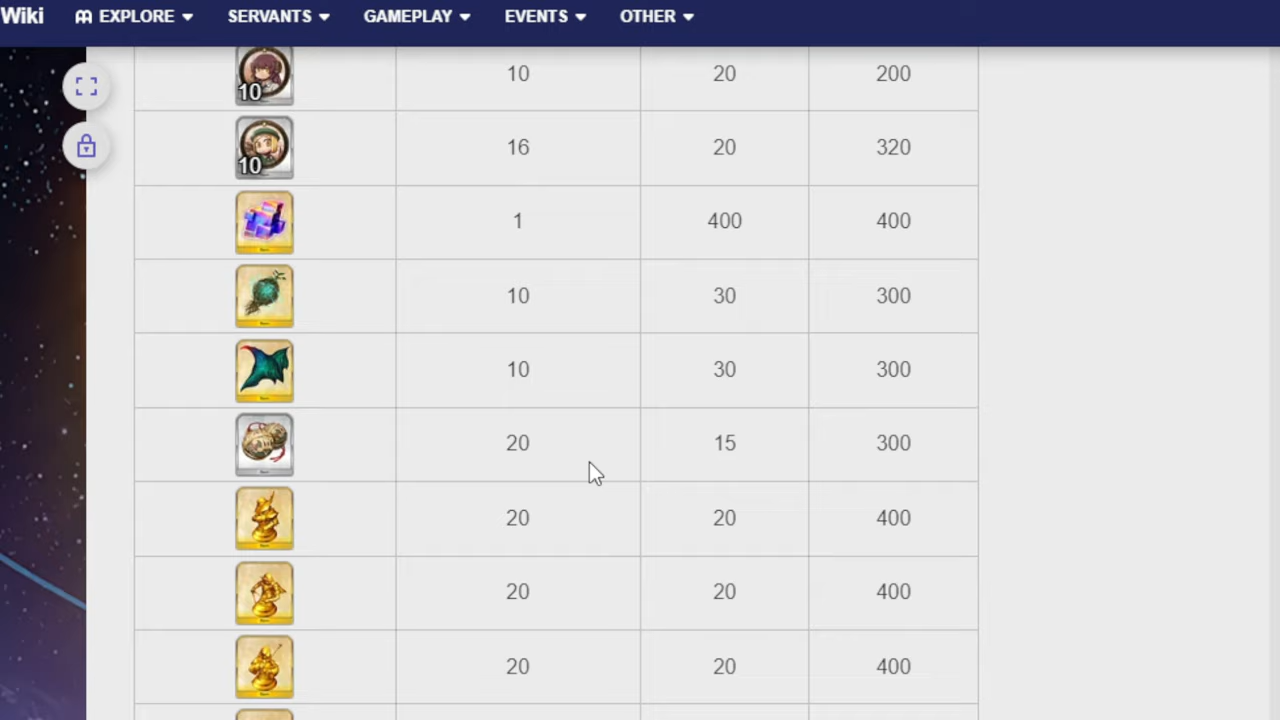 Wiki EXPLORE SERVANTS GAMEPLAY EVENTS OTHER
10 10 20 200
10 16 20 320
1 400 400
10 30 300
10 30 300
20 15 300
20 20 400
20 20 400
20 20 400